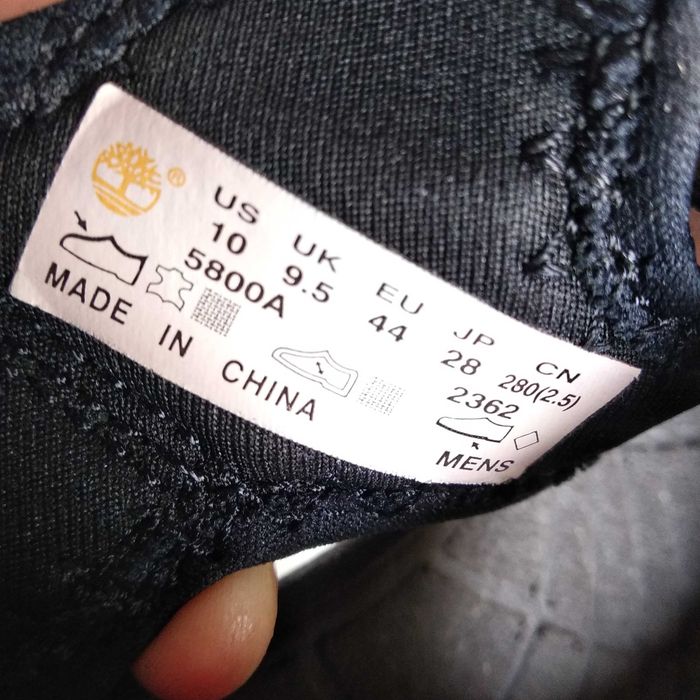 ®
US UK EU JP CN
10 9.5 44 28 280(2.5)
5800A 2362
MADE IN CHINA MENS